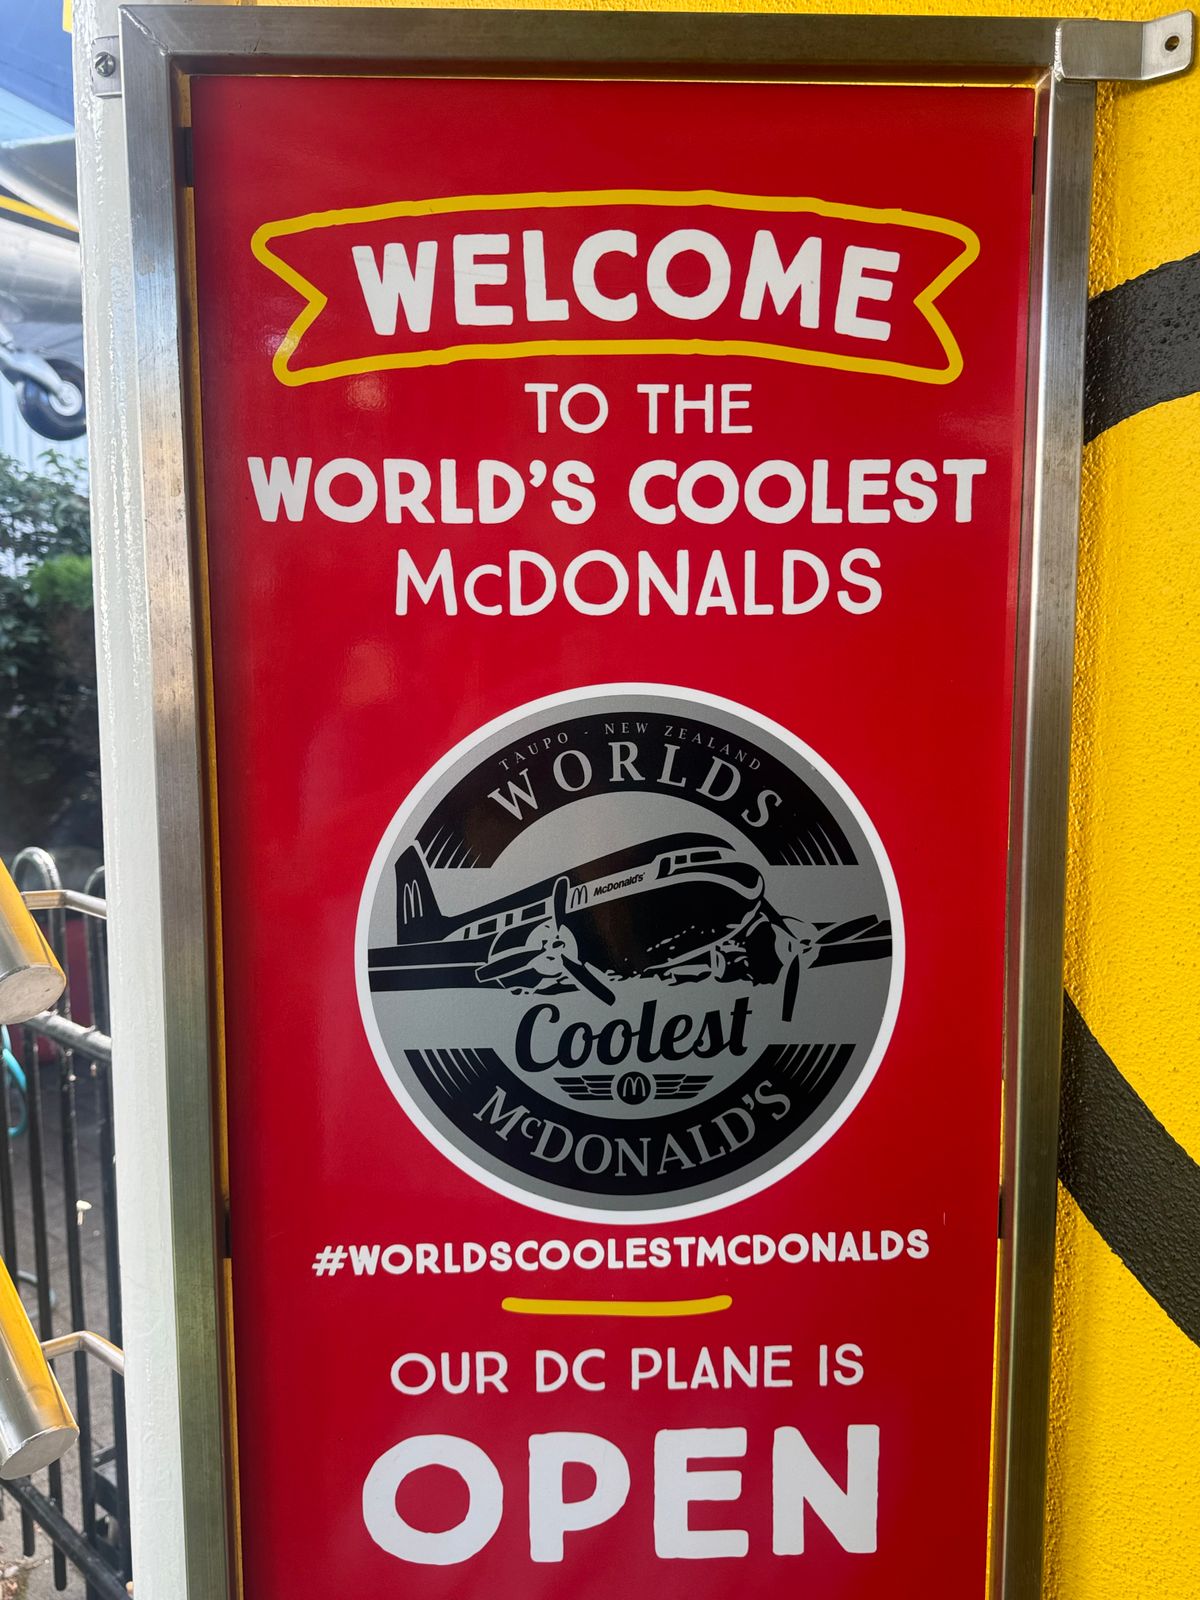 WELCOME
TO THE
WORLD'S COOLEST
McDONALDS
TAUPO - NEW ZEALAND
WORLDS
McDonald's
Coolest
McDONALD'S
#WORLDSCOOLESTMCDONALDS
OUR DC PLANE IS
OPEN